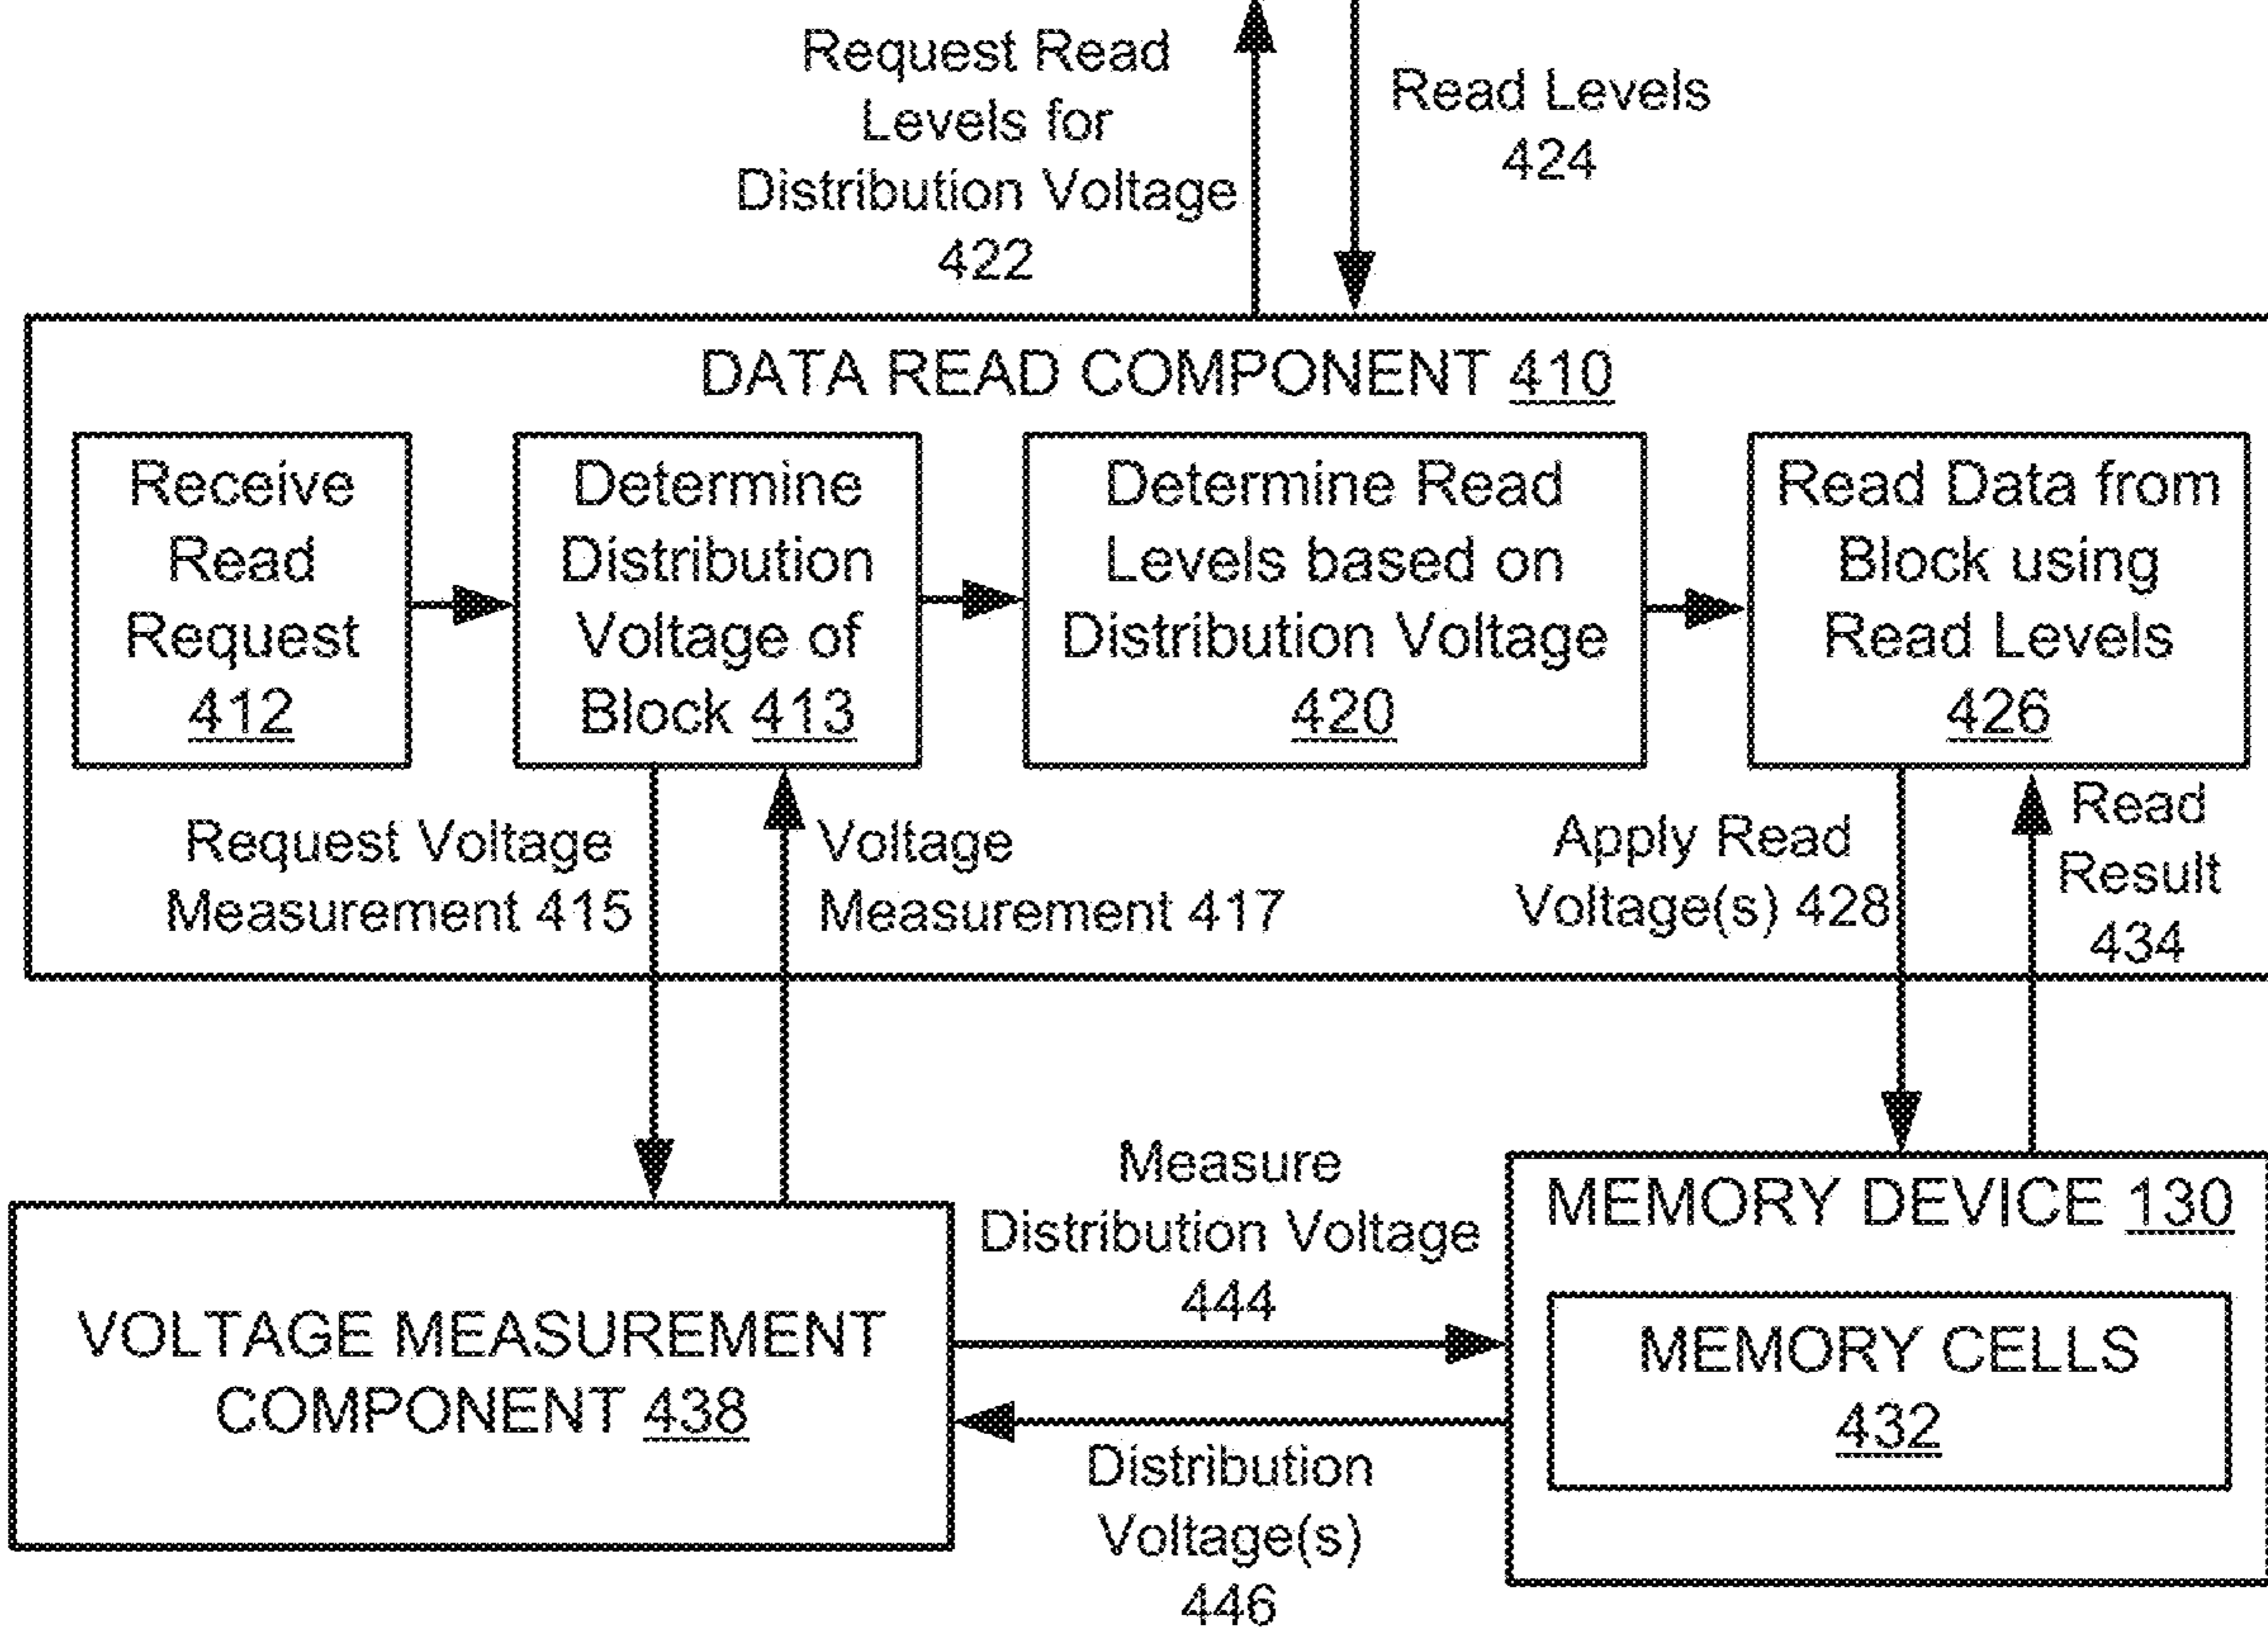 Request Read
Levels for
Distribution Voltage
422
Read Levels
424
DATA READ COMPONENT 410
Receive
Read
Request
412
Determine
Distribution
Voltage of
Block 413
Determine Read
Levels based on
Distribution Voltage
420
Read Data from
Block using
Read Levels
426
Request Voltage
Measurement 415
Voltage
Measurement 417
Apply Read
Voltage(s) 428
Read
Result
434
VOLTAGE MEASUREMENT
COMPONENT 438
Measure
Distribution Voltage
444
Distribution
Voltage(s)
446
MEMORY DEVICE 130
MEMORY CELLS
432